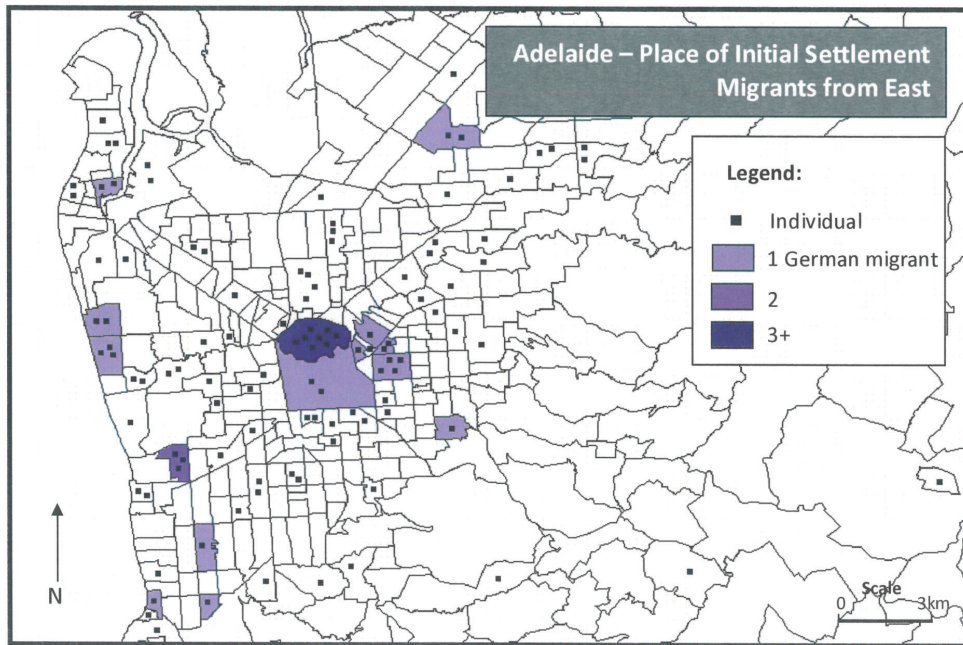 Adelaide – Place of Initial Settlement
Migrants from East
Legend:
Individual
1 German migrant
2
3+
N
Scale
0 3km